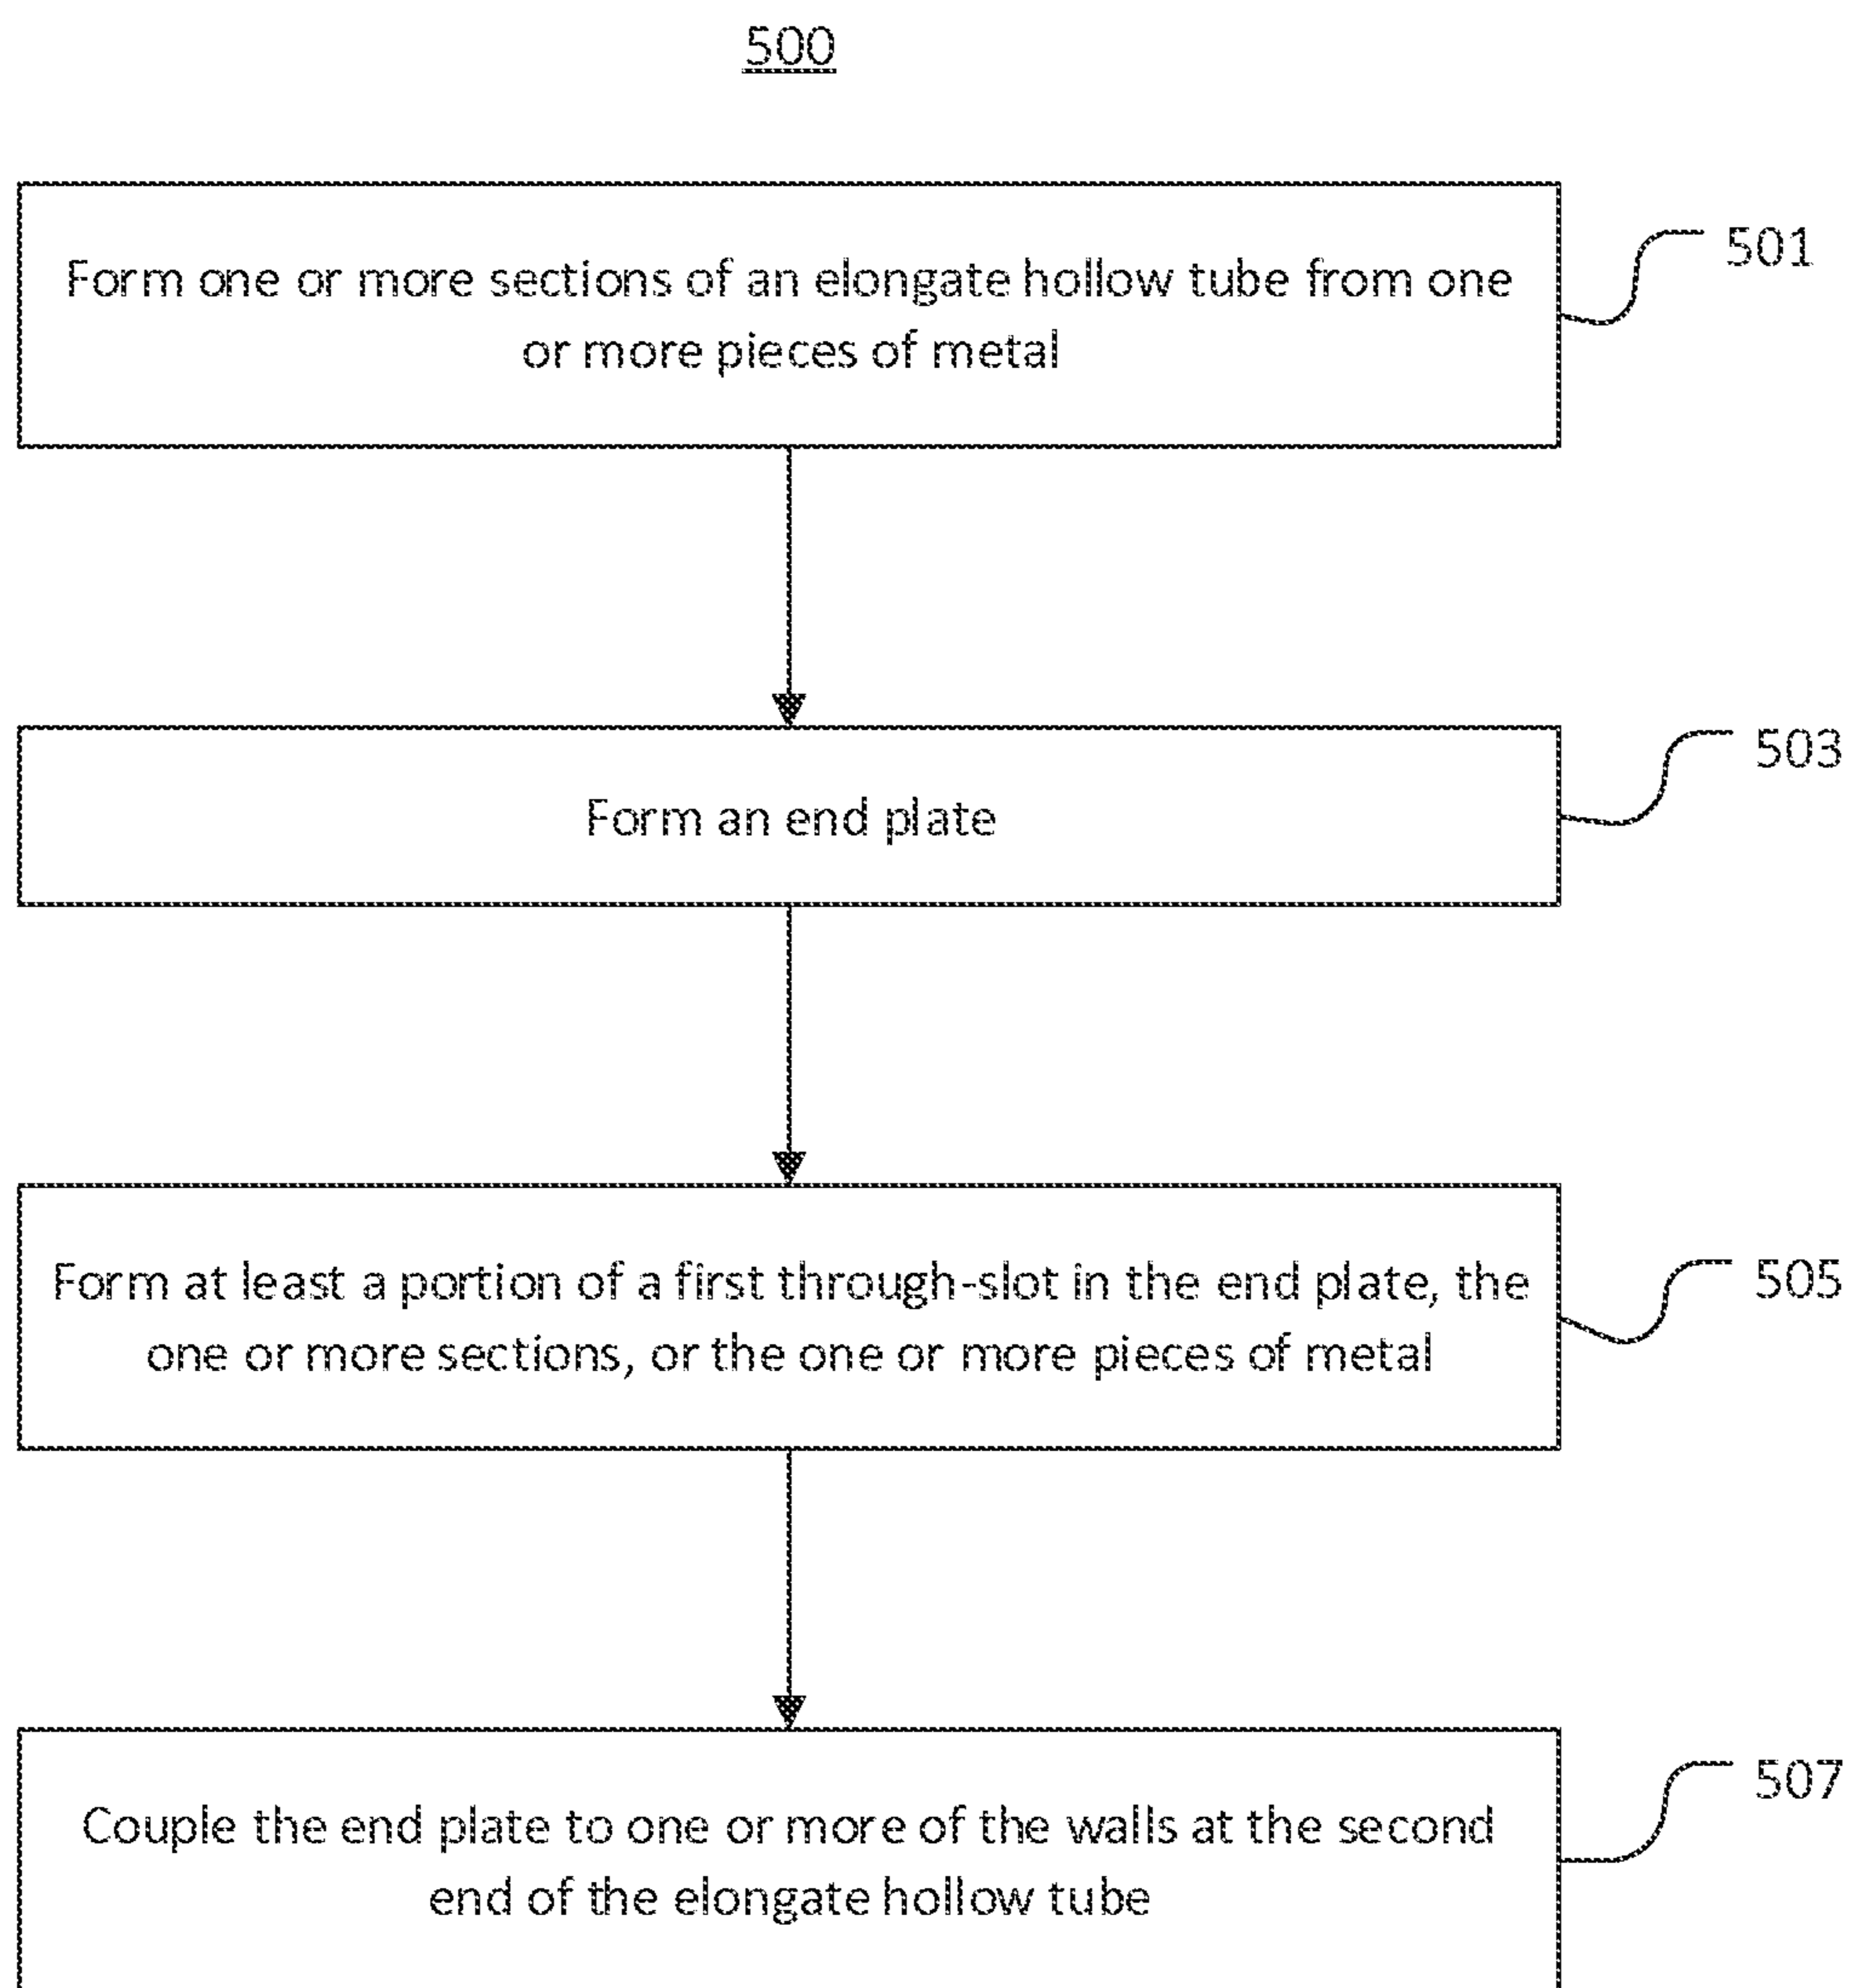 500
Form one or more sections of an elongate hollow tube from one
or more pieces of metal
501
Form an end plate
503
Form at least a portion of a first through-slot in the end plate, the
one or more sections, or the one or more pieces of metal
505
Couple the end plate to one or more of the walls at the second
end of the elongate hollow tube
507